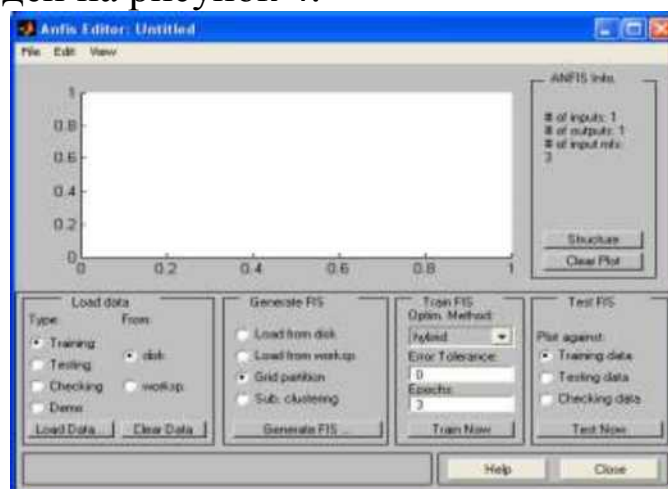 ден на рисунок 4.
Anfis Editor: Untitled
File Edit View
1
0.8
0.6
0.4
0.2
0
0 0.2 0.4 0.6 0.8 1
ANFIS Info.
# of inputs: 1
# of outputs: 1
# of input mfs:
3
Structure
Clear Plot
Load data
Type: From:
Training
Testing
Checking
Demo
disk
worksp.
Load Data... Clear Data
Generate FIS
Load from disk
Load from worksp.
Grid partition
Sub. clustering
Generate FIS ...
Train FIS
Optim. Method:
hybrid
Error Tolerance:
0
Epochs:
3
Train Now
Test FIS
Plot against:
Training data
Testing data
Checking data
Test Now
Help Close